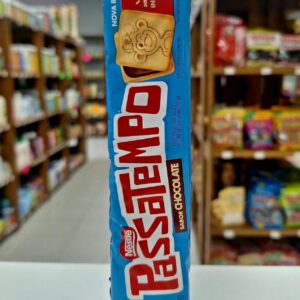 NOVA
Nestlé
PassaTEMPO
SABOR CHOCOLATE